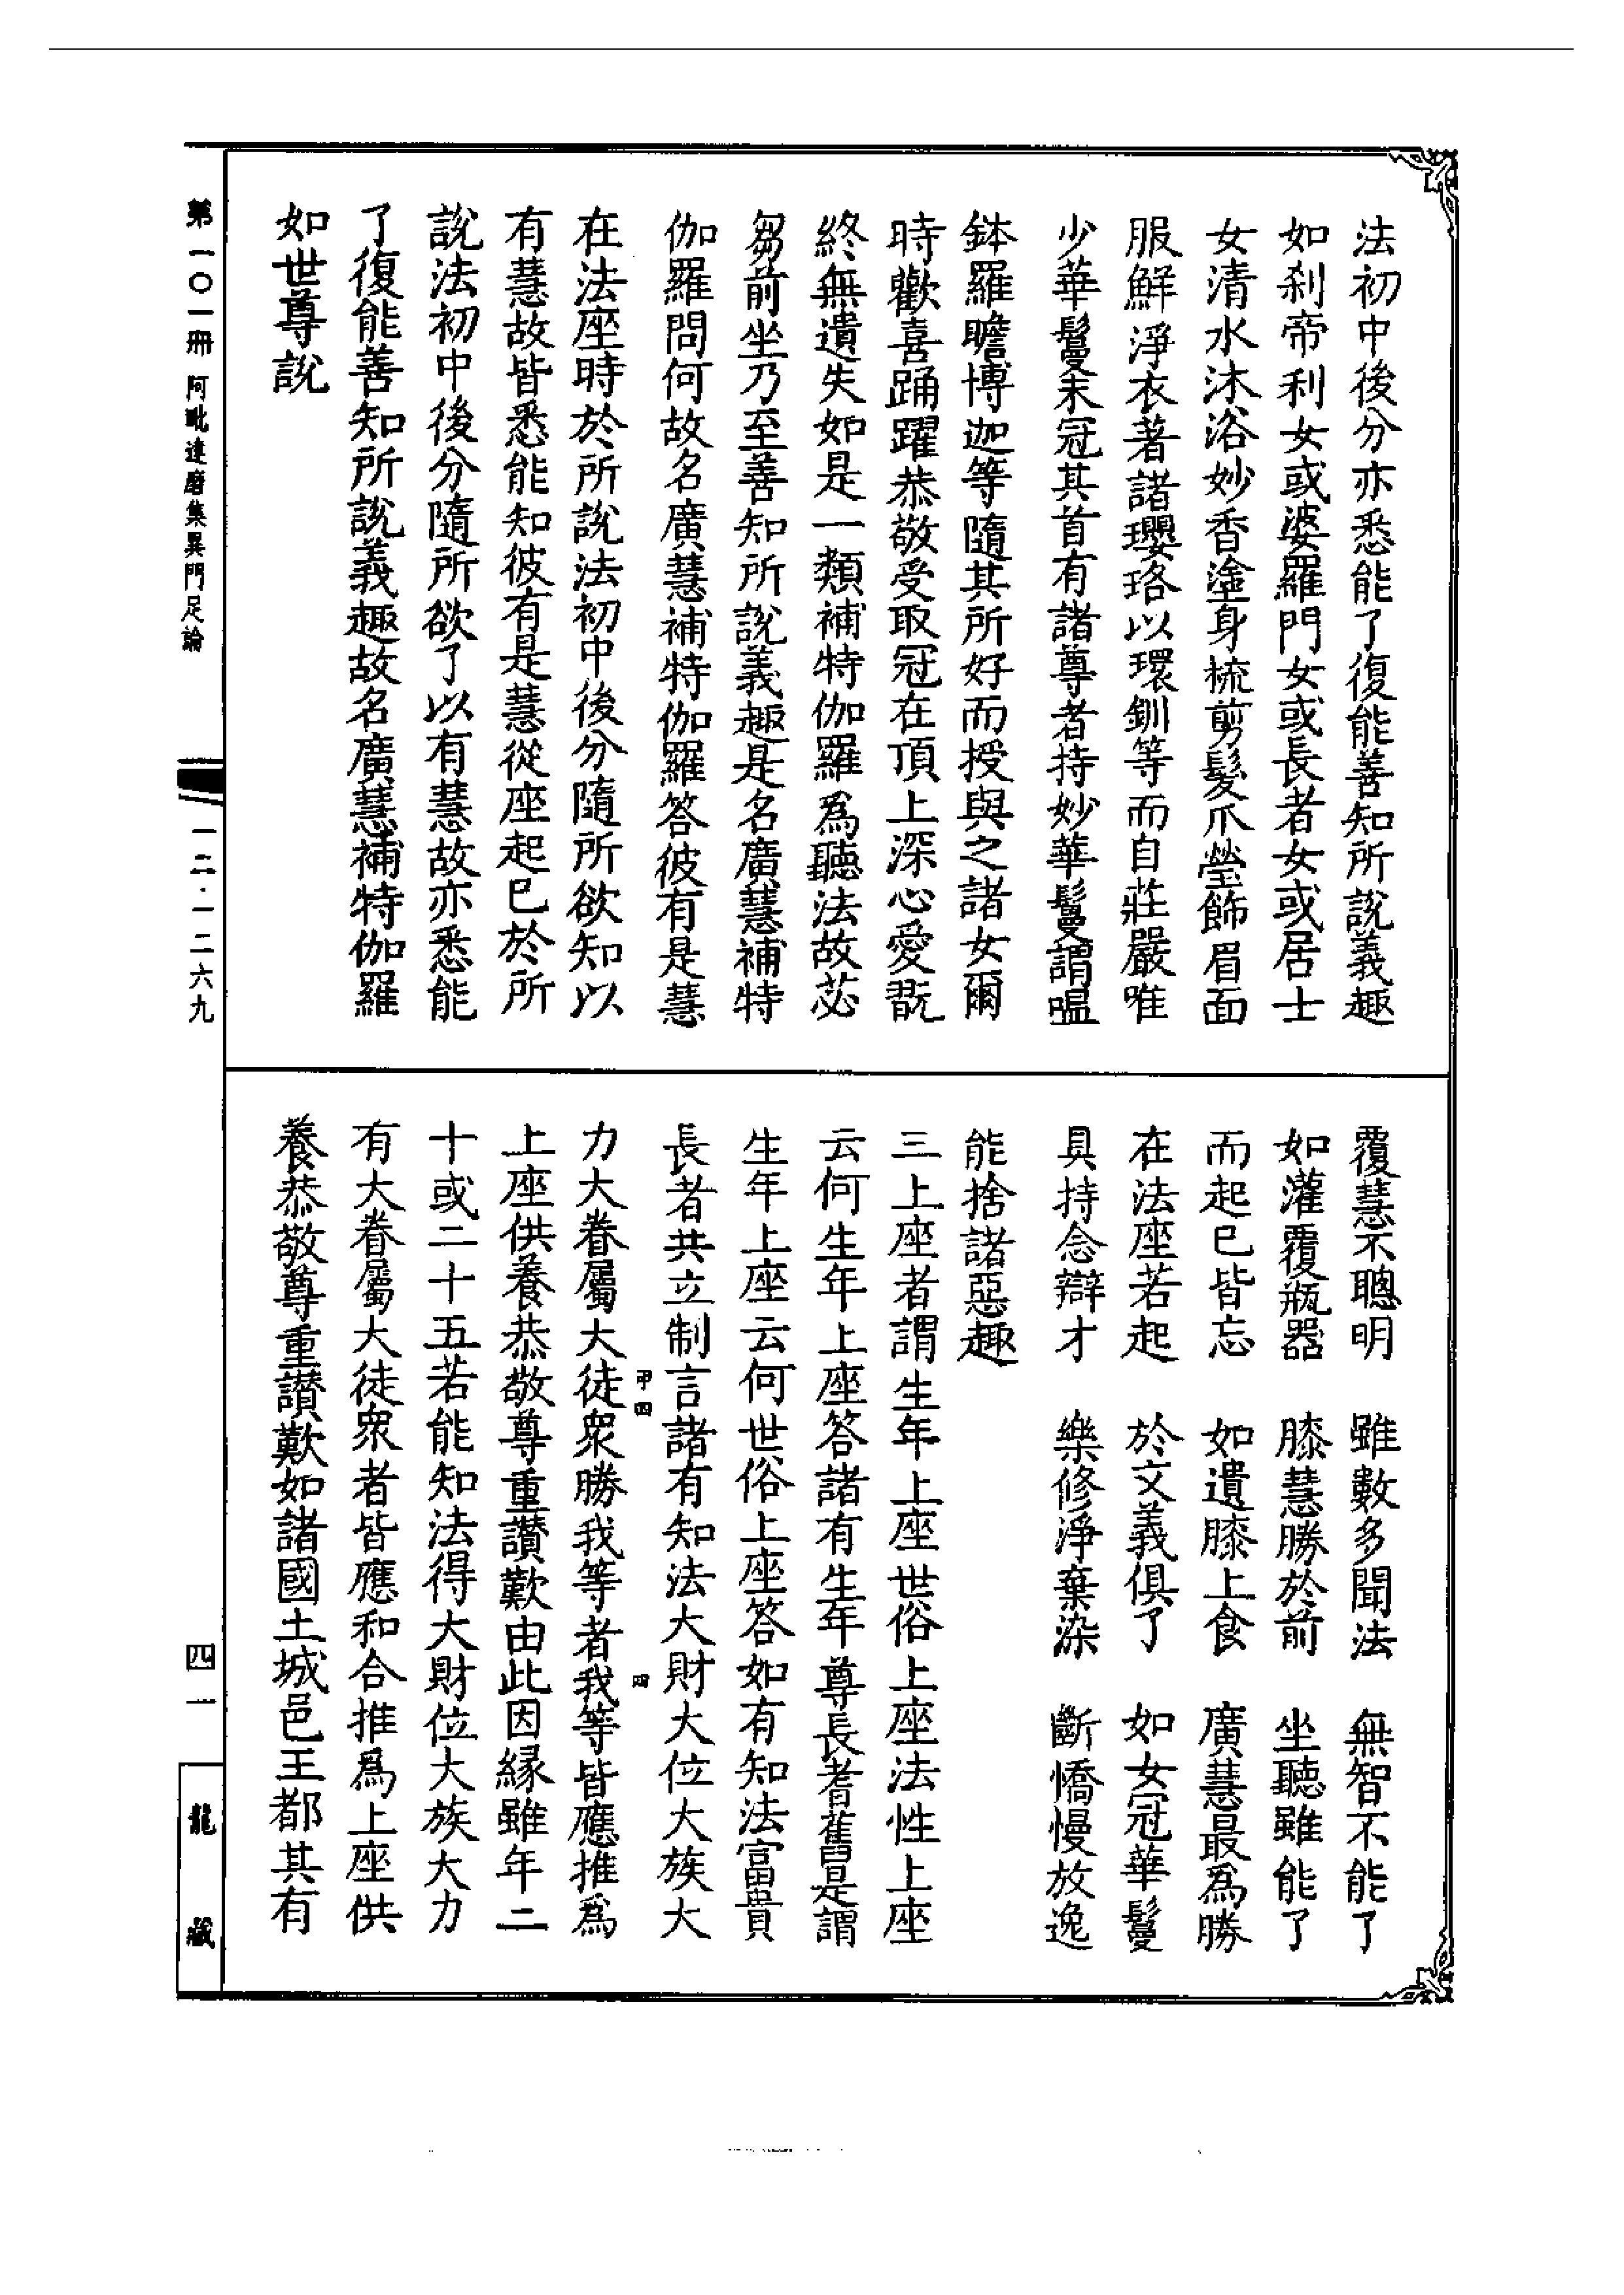 法初中後分亦悉能了復能善知所說義趣
如剎帝利女或婆羅門女或長者女或居士
女清水沐浴妙香塗身梳剪髮爪瑩飾眉面
服鮮淨衣著諸瓔珞以環釧等而自莊嚴唯
少華鬘未冠其首有諸尊者持妙華鬘謂嗢
鉢羅瞻博迦等隨其所好而授與之諸女爾
時歡喜踊躍恭敬受取冠在頂上深心愛翫
終無遺失如是一類補特伽羅爲聽法故苾
芻前坐乃至善知所說義趣是名廣慧補特
伽羅問何故名廣慧補特伽羅答彼有是慧
在法座時於所說法初中後分隨所欲知以
有慧故皆悉能知彼有是慧從座起已於所
說法初中後分隨所欲了以有慧故亦悉能
了復能善知所說義趣故名廣慧補特伽羅
如世尊說
覆慧不聰明　雖數多聞法　無智不能了
如灌覆瓶器　膝慧勝於前　坐聽雖能了
而起已皆忘　如遺膝上食　廣慧最爲勝
在法座若起　於文義俱了　如女冠華鬘
具持念辯才　樂修淨棄染　斷憍慢放逸
能捨諸惡趣
三上座者謂生年上座世俗上座法性上座
云何生年上座答諸有生年尊長耆舊是謂
生年上座云何世俗上座答如有知法富貴
長者共立制言諸有知法大財大位大族大
甲四
四
力大眷屬大徒衆勝我等者我等皆應推爲
上座供養恭敬尊重讚歎由此因緣雖年二
十或二十五若能知法得大財位大族大力
有大眷屬大徒衆者皆應和合推爲上座供
養恭敬尊重讚歎如諸國土城邑王都其有
第一〇一冊 阿毗達磨集異門足論
一二·一二六九
四一
龍藏